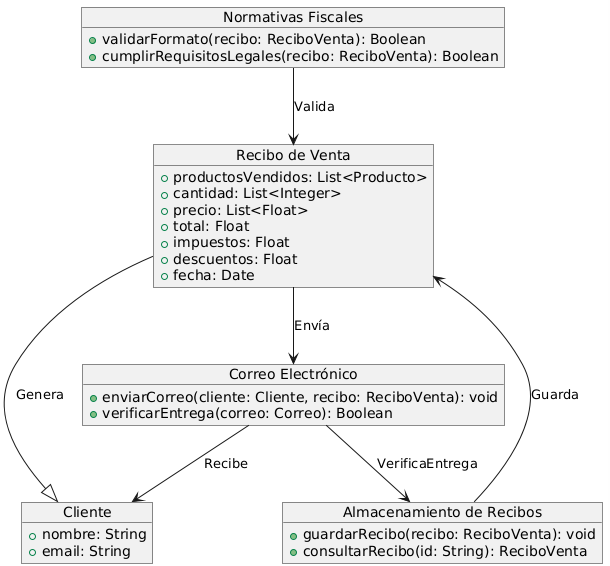 Normativas Fiscales
validarFormato(recibo: ReciboVenta): Boolean
cumplirRequisitosLegales(recibo: ReciboVenta): Boolean
Valida
Recibo de Venta
productosVendidos: List<Producto>
cantidad: List<Integer>
precio: List<Float>
total: Float
impuestos: Float
descuentos: Float
fecha: Date
Envía
Correo Electrónico
enviarCorreo(cliente: Cliente, recibo: ReciboVenta): void
verificarEntrega(correo: Correo): Boolean
Genera
Guarda
Recibe
VerificaEntrega
Cliente
nombre: String
email: String
Almacenamiento de Recibos
guardarRecibo(recibo: ReciboVenta): void
consultarRecibo(id: String): ReciboVenta